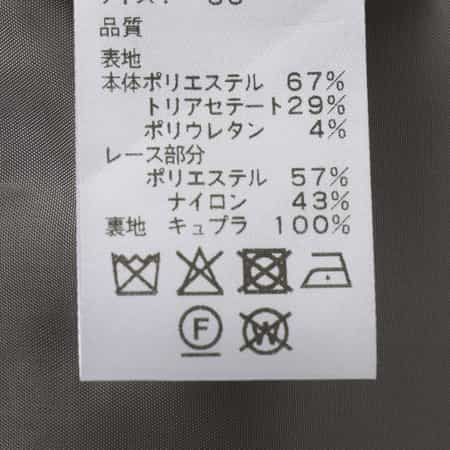 品質
表地
本体ポリエステル 67%
トリアセテート29%
ポリウレタン 4%
レース部分
ポリエステル 57%
ナイロン 43%
裏地 キュプラ 100%
F W